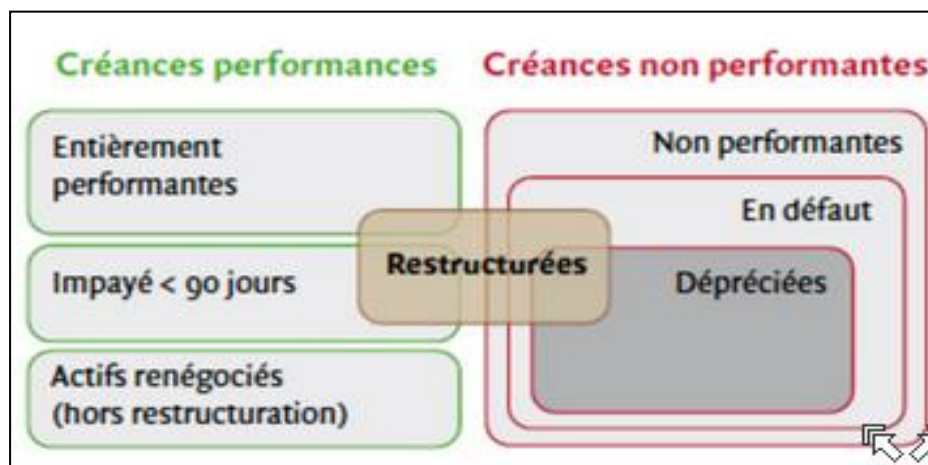 Créances performances
Créances non performantes
Entièrement
performantes
Impayé < 90 jours
Actifs renégociés
(hors restructuration)
Restructurées
Non performantes
En défaut
Dépréciées